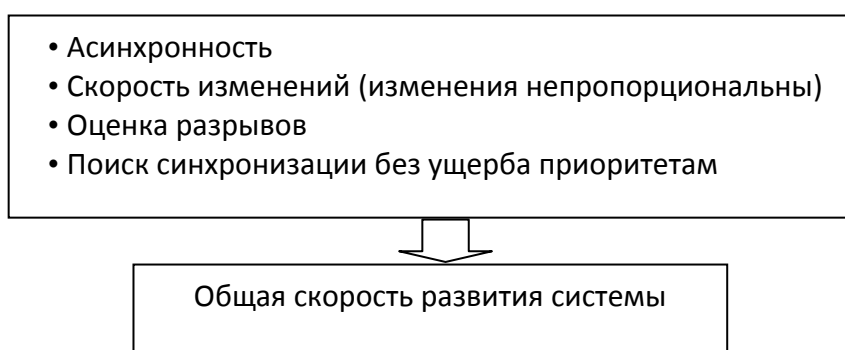 • Асинхронность
• Скорость изменений (изменения непропорциональны)
• Оценка разрывов
• Поиск синхронизации без ущерба приоритетам
Общая скорость развития системы